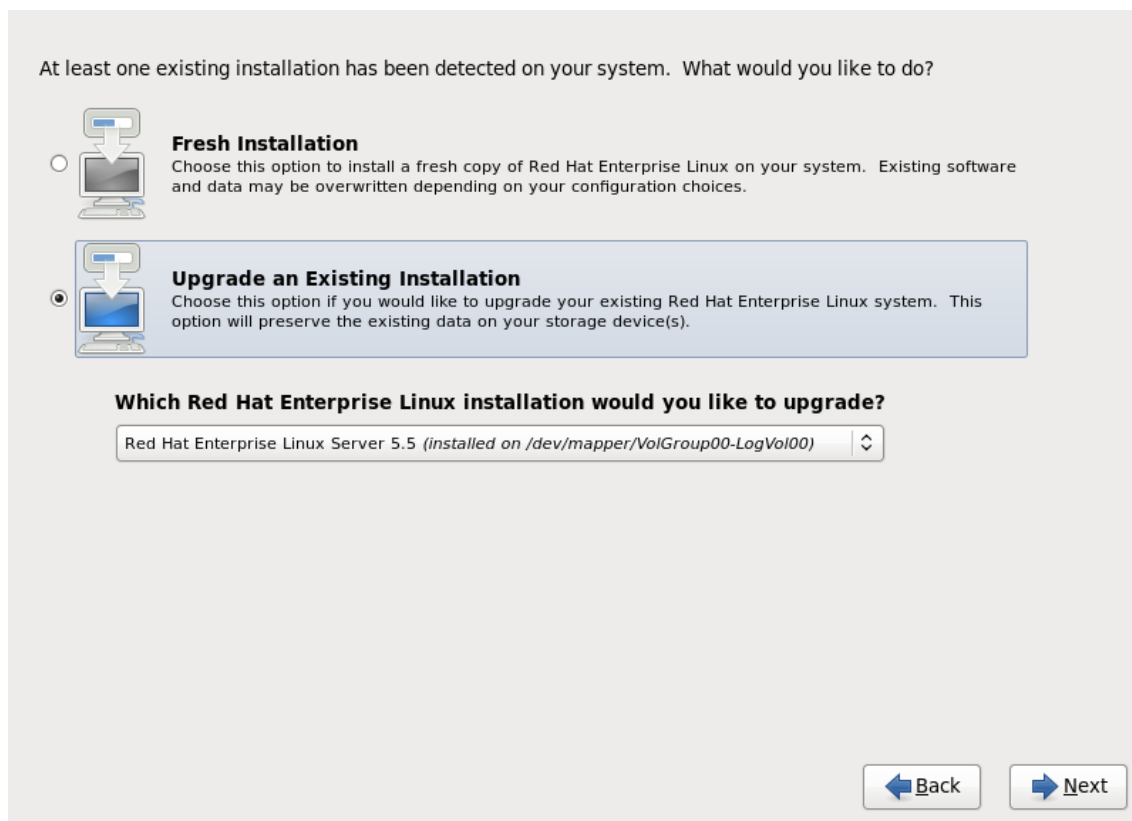 At least one existing installation has been detected on your system.  What would you like to do?
Fresh Installation
Choose this option to install a fresh copy of Red Hat Enterprise Linux on your system.  Existing software
and data may be overwritten depending on your configuration choices.
Upgrade an Existing Installation
Choose this option if you would like to upgrade your existing Red Hat Enterprise Linux system.  This
option will preserve the existing data on your storage device(s).
Which Red Hat Enterprise Linux installation would you like to upgrade?
Red Hat Enterprise Linux Server 5.5 (installed on /dev/mapper/VolGroup00-LogVol00)
Back
Next